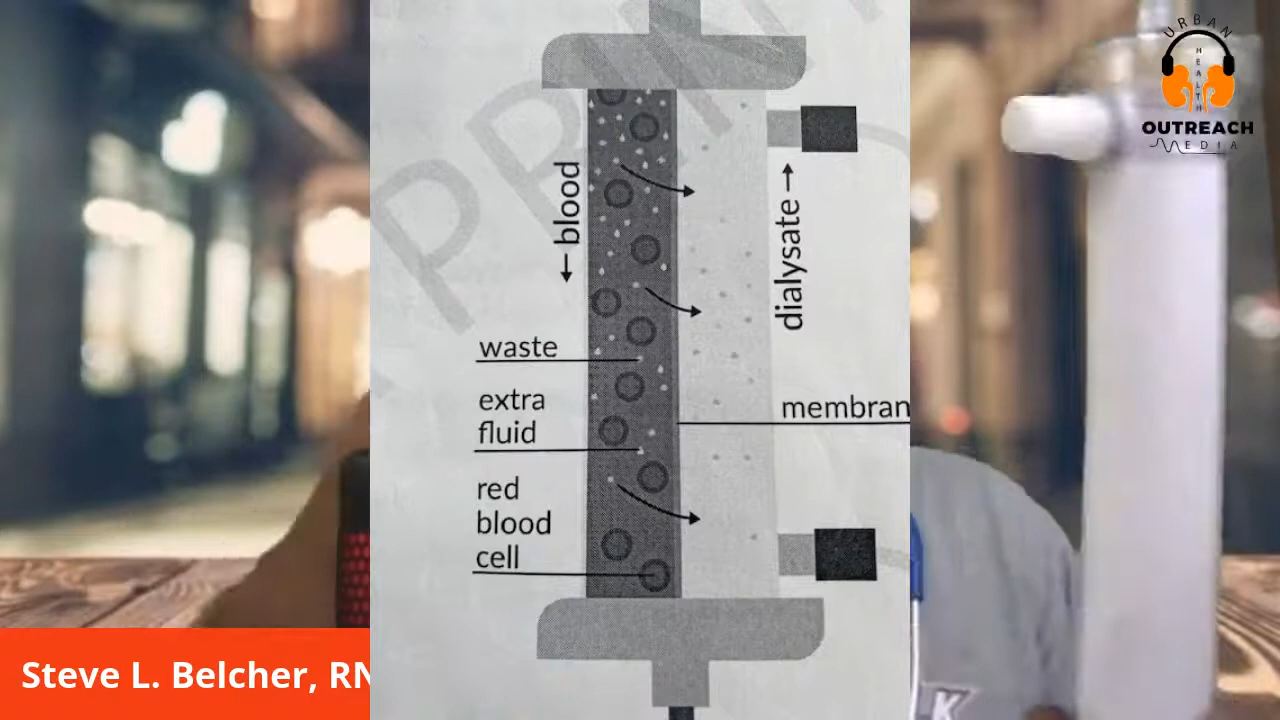 URBAN
HEALTH
OUTREACH
MEDIA
← blood
dialysate →
waste
extra
fluid
membran
red
blood
cell
Steve L. Belcher, RN
K